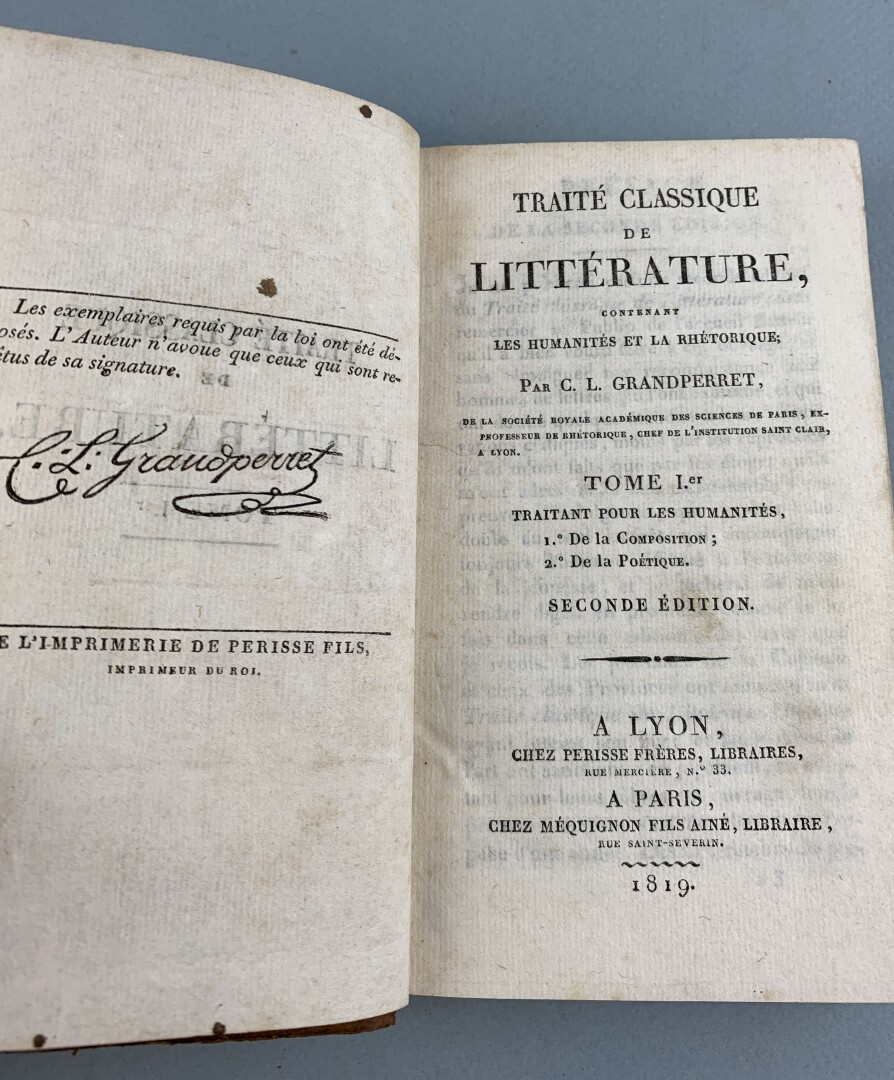 Les exemplaires requis par la loi ont été dé-
osés. L'Auteur n'avoue que ceux qui sont re-
êtus de sa signature.
C. L. Grandperret
E L'IMPRIMERIE DE PERISSE FILS,
IMPRIMEUR DU ROI.
TRAITÉ CLASSIQUE
DE
LITTÉRATURE,
CONTENANT
LES HUMANITÉS ET LA RHÉTORIQUE;
PAR C. L. GRANDPERRET,
DE LA SOCIÉTÉ ROYALE ACADÉMIQUE DES SCIENCES DE PARIS, EX-
PROFESSEUR DE RHÉTORIQUE, CHEF DE L'INSTITUTION SAINT CLAIR,
A LYON.
TOME I.er
TRAITANT POUR LES HUMANITÉS,
1.° De la COMPOSITION;
2.° De la POÉTIQUE.
SECONDE ÉDITION.
A LYON,
CHEZ PERISSE FRÈRES, LIBRAIRES,
RUE MERCIÈRE, N.° 33.
A PARIS,
CHEZ MÉQUIGNON FILS AINÉ, LIBRAIRE,
RUE SAINT-SEVERIN.
1819.